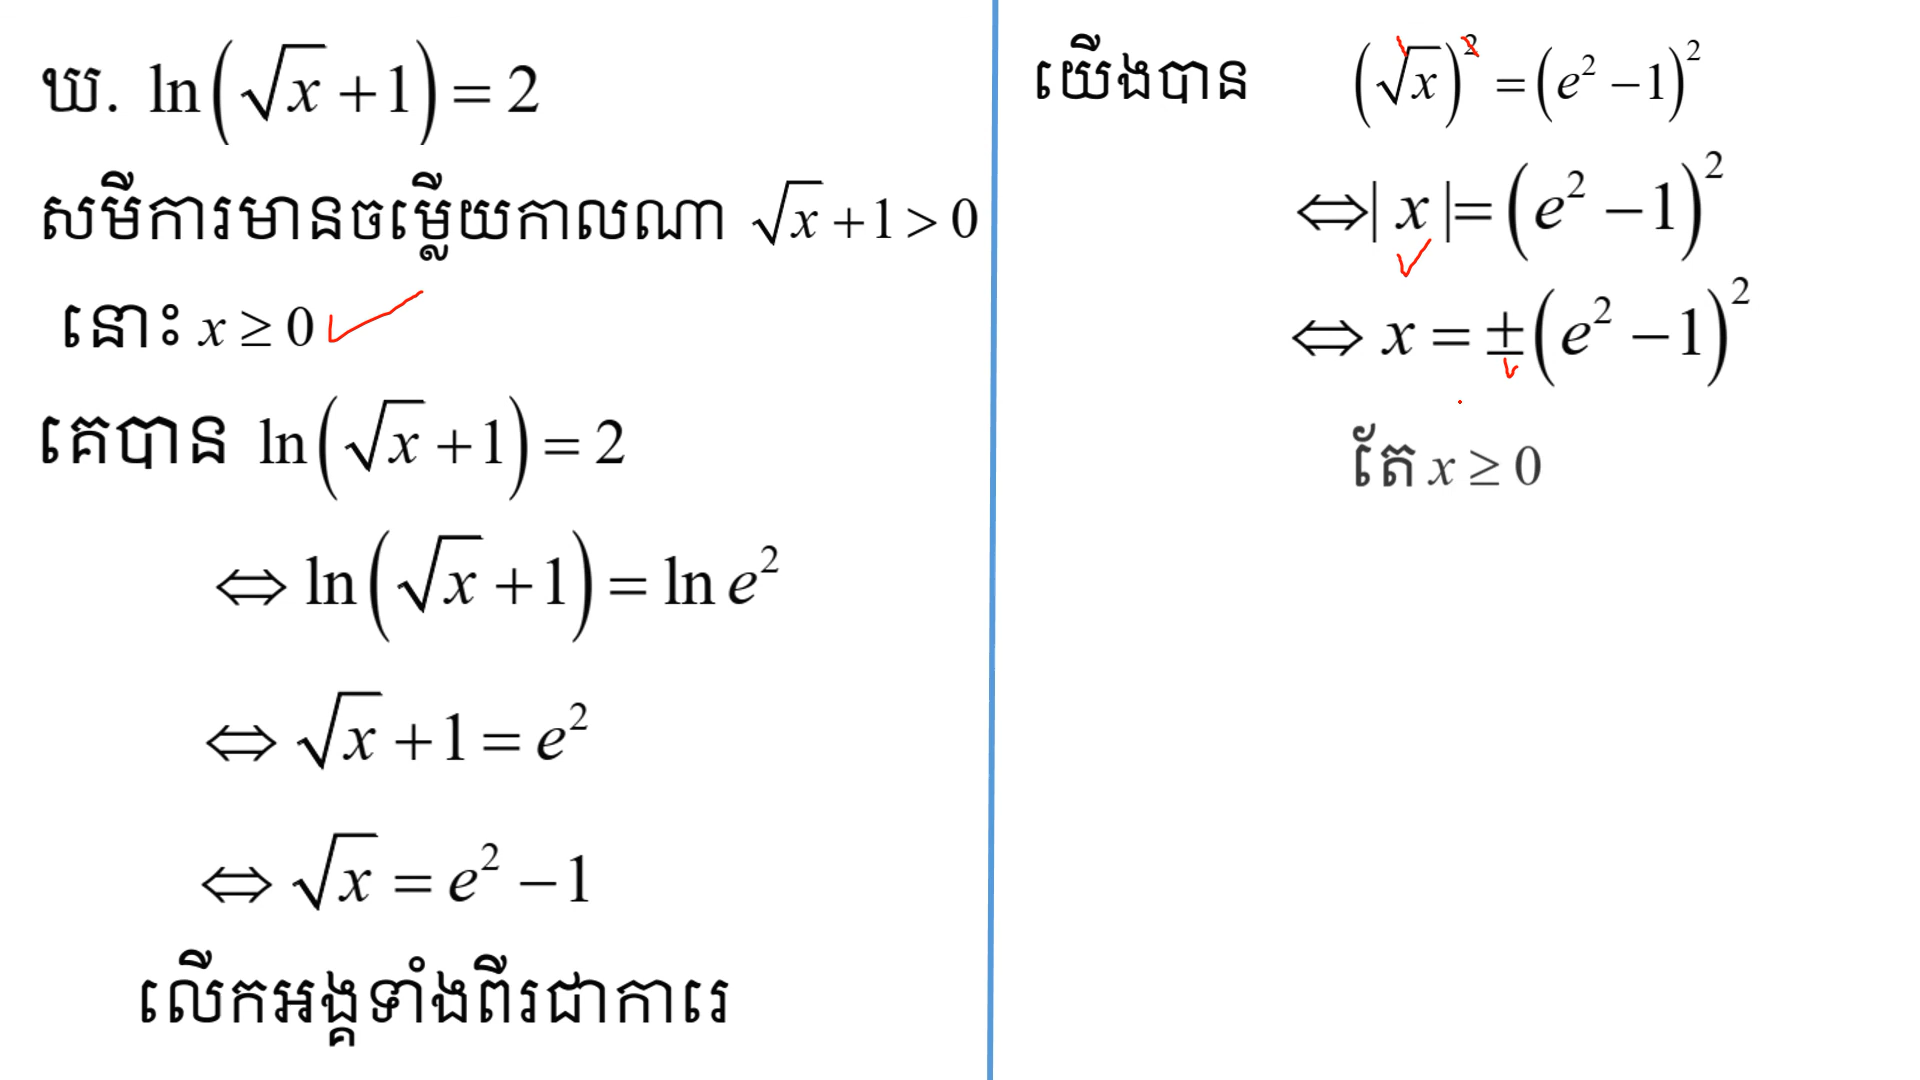 ឃ. ln(√x + 1) = 2
សមីការមានចម្លើយកាលណា √x + 1 > 0
នោះ x ≥ 0
គេបាន ln(√x + 1) = 2
⇔ ln(√x + 1) = ln e²
⇔ √x + 1 = e²
⇔ √x = e² − 1
លើកអង្គទាំងពីរជាការេ
យើងបាន (√x)² = (e² − 1)²
⇔ | x | = (e² − 1)²
⇔ x = ±(e² − 1)²
តែ x ≥ 0